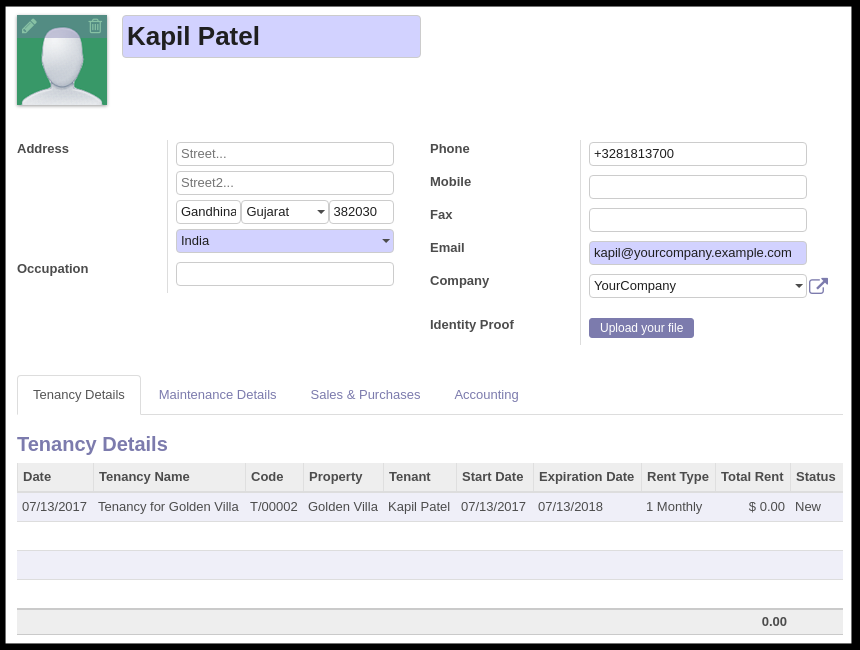 Kapil Patel
Address
Street...
Street2...
Gandhina Gujarat 382030
India
Occupation
Phone +3281813700
Mobile
Fax
Email kapil@yourcompany.example.com
Company YourCompany
Identity Proof Upload your file
Tenancy Details Maintenance Details Sales & Purchases Accounting
Tenancy Details
Date Tenancy Name Code Property Tenant Start Date Expiration Date Rent Type Total Rent Status
07/13/2017 Tenancy for Golden Villa T/00002 Golden Villa Kapil Patel 07/13/2017 07/13/2018 1 Monthly $ 0.00 New
0.00